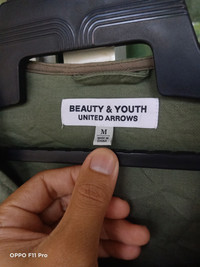 BEAUTY & YOUTH
UNITED ARROWS
M
OPPO F11 Pro